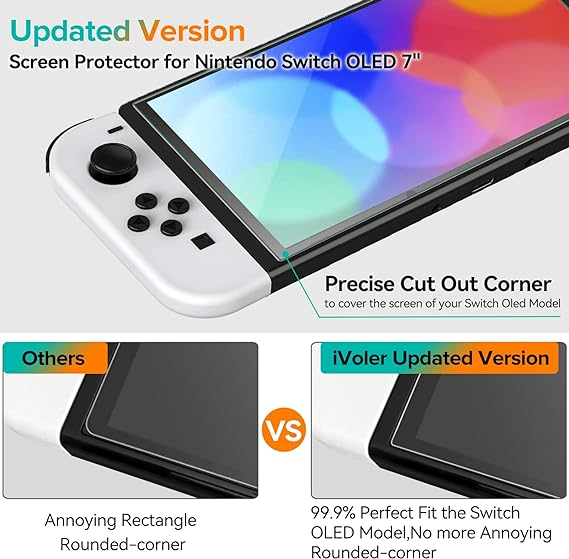 Updated Version
Screen Protector for Nintendo Switch OLED 7"
Precise Cut Out Corner
to cover the screen of your Switch Oled Model
Others
Annoying Rectangle
Rounded-corner
VS
iVoler Updated Version
99.9% Perfect Fit the Switch
OLED Model,No more Annoying
Rounded-corner